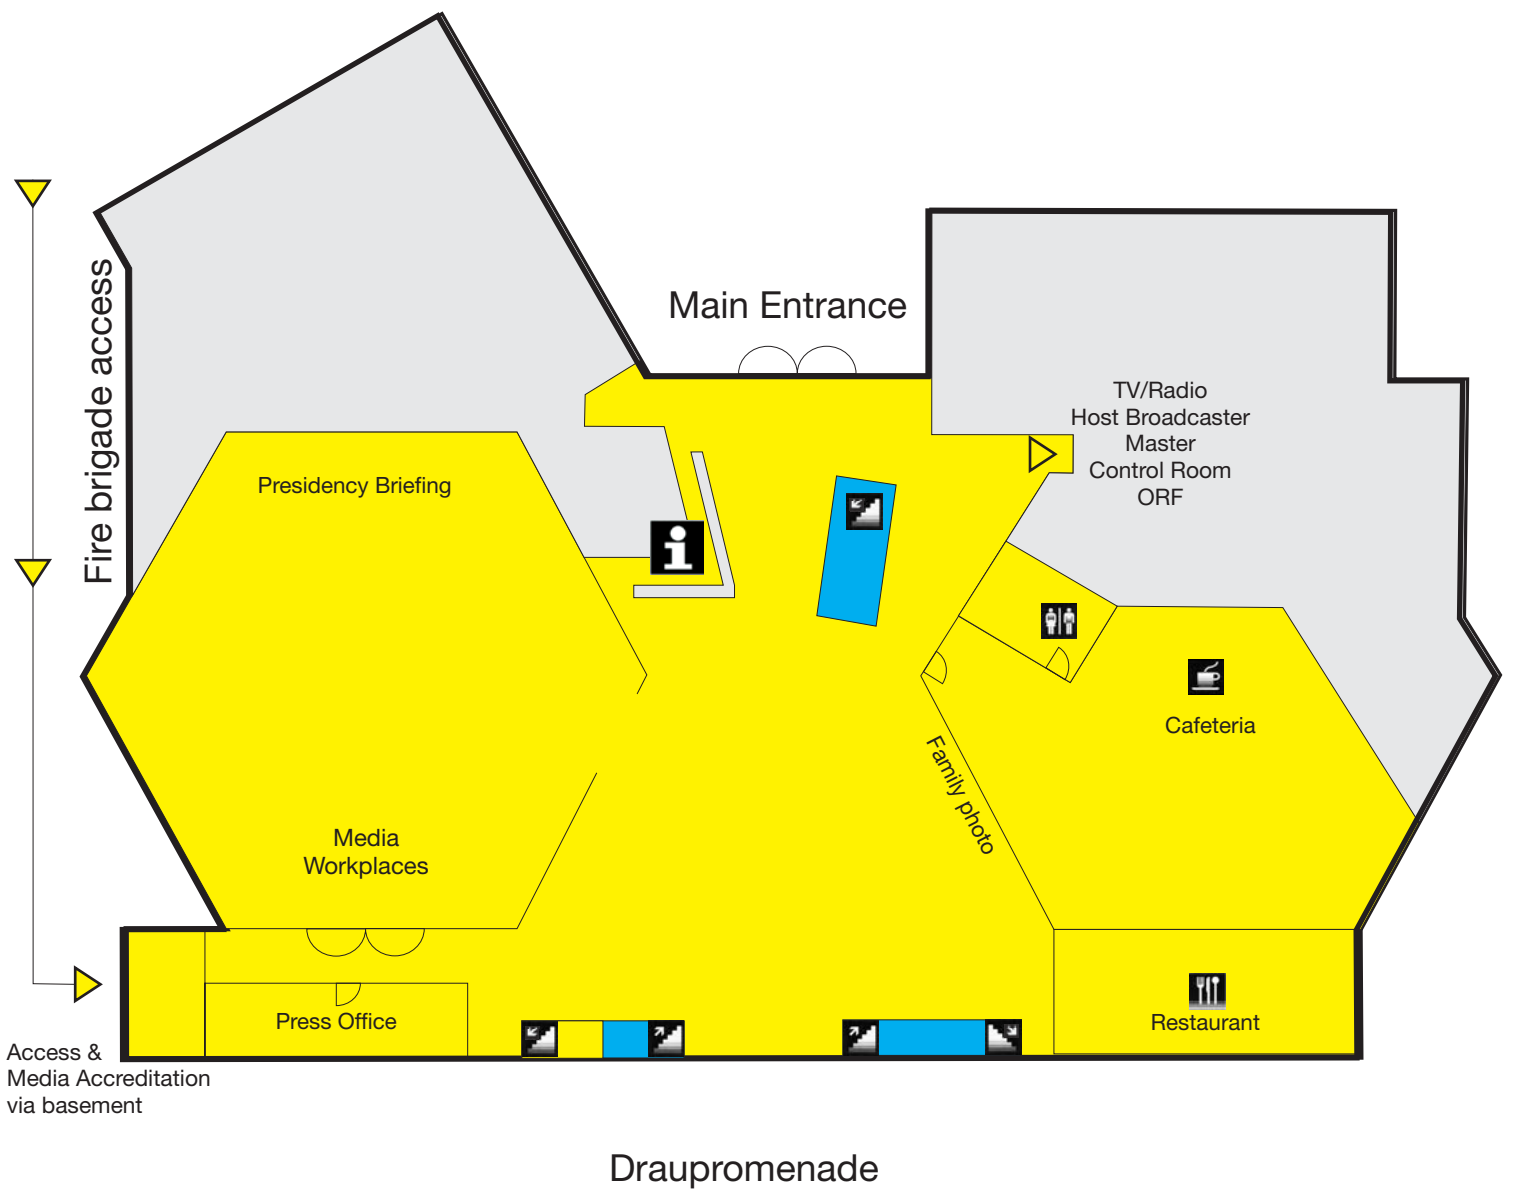 Main Entrance
Fire brigade access
TV/Radio
Host Broadcaster
Master
Control Room
ORF
Presidency Briefing
i
Cafeteria
Family photo
Media
Workplaces
Press Office
Restaurant
Access &
Media Accreditation
via basement
Draupromenade